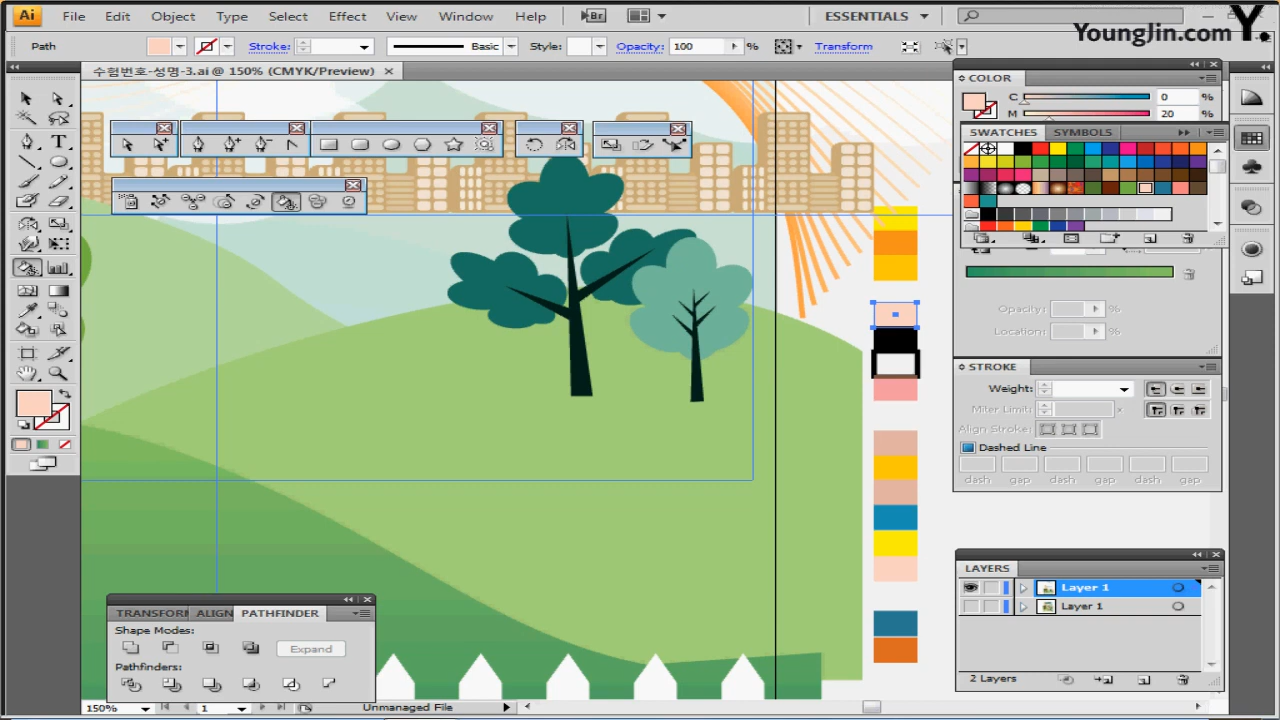 Ai File Edit Object Type Select Effect View Window Help Br ESSENTIALS
YoungJin.com Y.
Path Stroke: Basic Style: Opacity: 100 % Transform
수험번호-성명-3.ai @ 150% (CMYK/Preview) ×
COLOR
C 0 %
M 20 %
SWATCHES SYMBOLS
Opacity: %
Location: %
STROKE
Weight:
Miter Limit: ×
Align Stroke:
Dashed Line
dash gap dash gap dash gap
LAYERS
Layer 1
Layer 1
2 Layers
TRANSFORM ALIGN PATHFINDER
Shape Modes:
Expand
Pathfinders:
150% 1 Unmanaged File